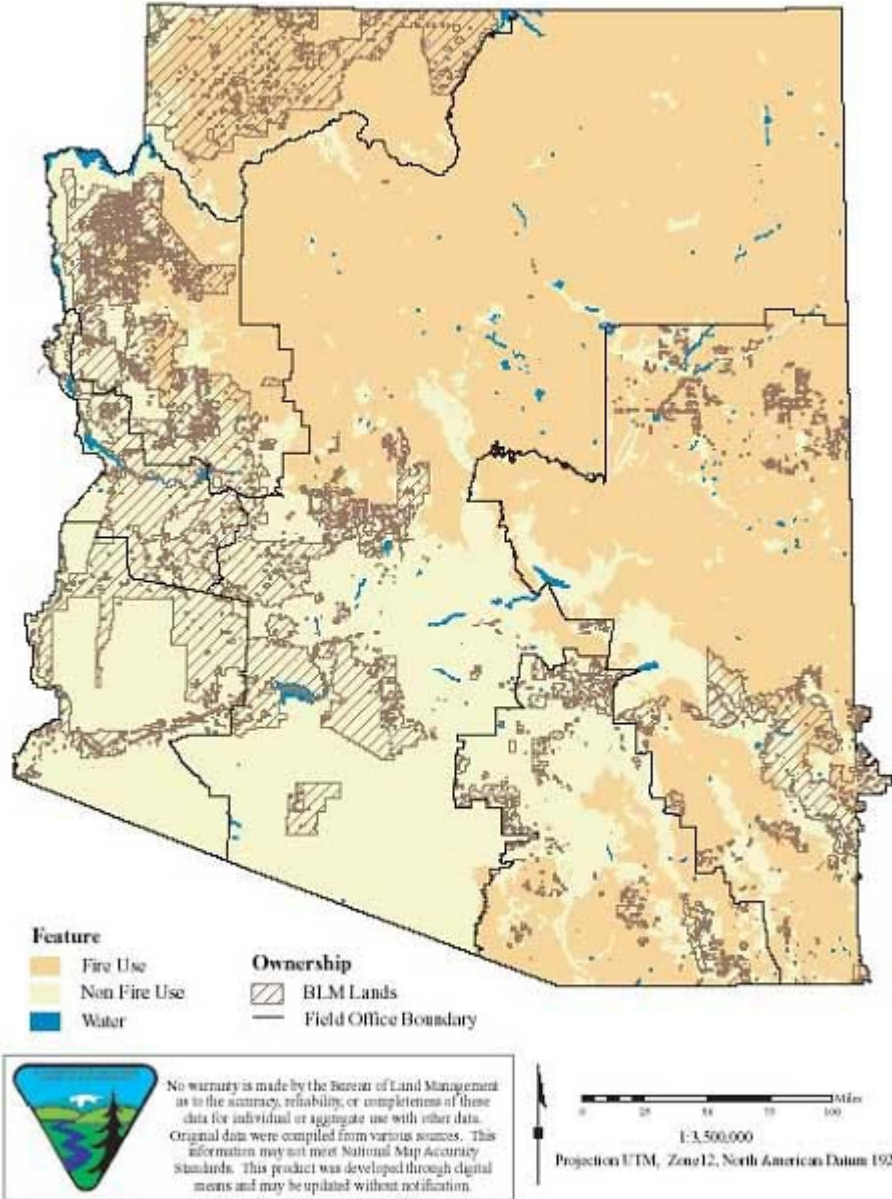 Feature
Fire Use
Non Fire Use
Water
Ownership
BLM Lands
Field Office Boundary
No warranty is made by the Bureau of Land Management
as to the accuracy, reliability, or completeness of these
data for individual or aggregate use with other data.
Original data were compiled from various sources. This
information may not meet National Map Accuracy
Standards. This product was developed through digital
means and may be updated without notification.
Miles
0 25 50 75 100
1:3,500,000
Projection UTM, Zone12, North American Datum 192